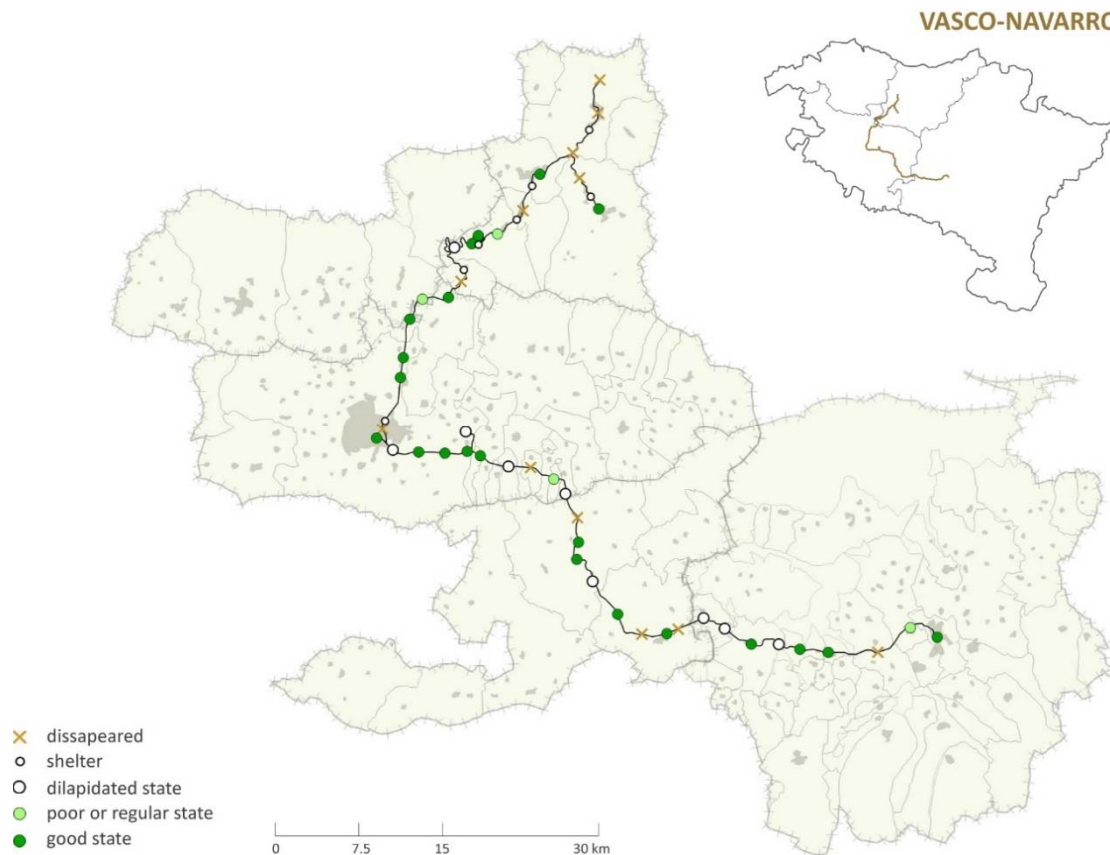 VASCO-NAVARRO
dissapeared
shelter
dilapidated state
poor or regular state
good state
0 7.5 15 30 km